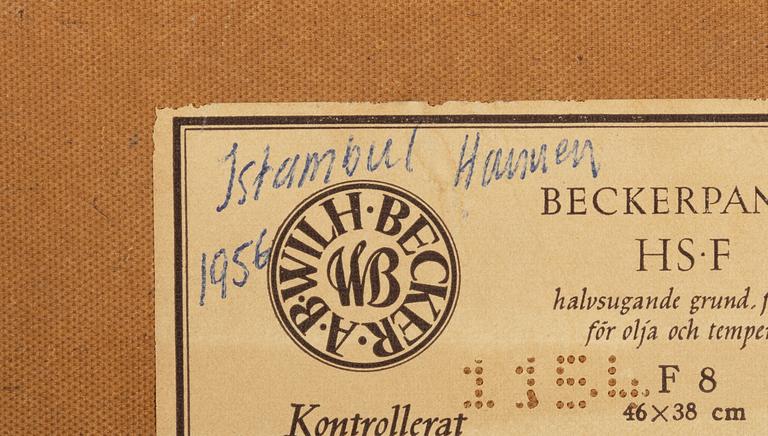 Istambul Hamnen
1956
A·B·WILH·BECKER·
WB
BECKERPAN
HS·F
halvsugande grund, f
för olja och temper
F 8
46×38 cm
Kontrollerat